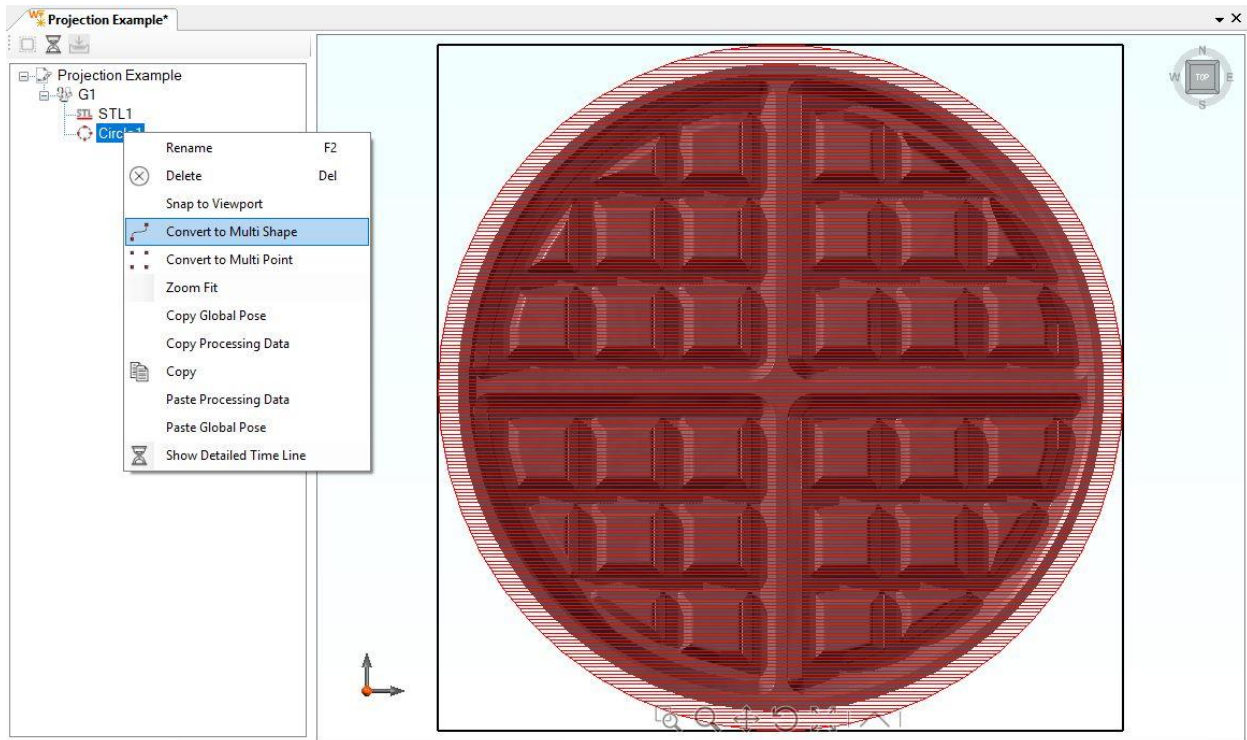 WF Projection Example*
Projection Example
G1
STL STL1
Circle1
Rename F2
Delete Del
Snap to Viewport
Convert to Multi Shape
Convert to Multi Point
Zoom Fit
Copy Global Pose
Copy Processing Data
Copy
Paste Processing Data
Paste Global Pose
Show Detailed Time Line
N
W TOP E
S